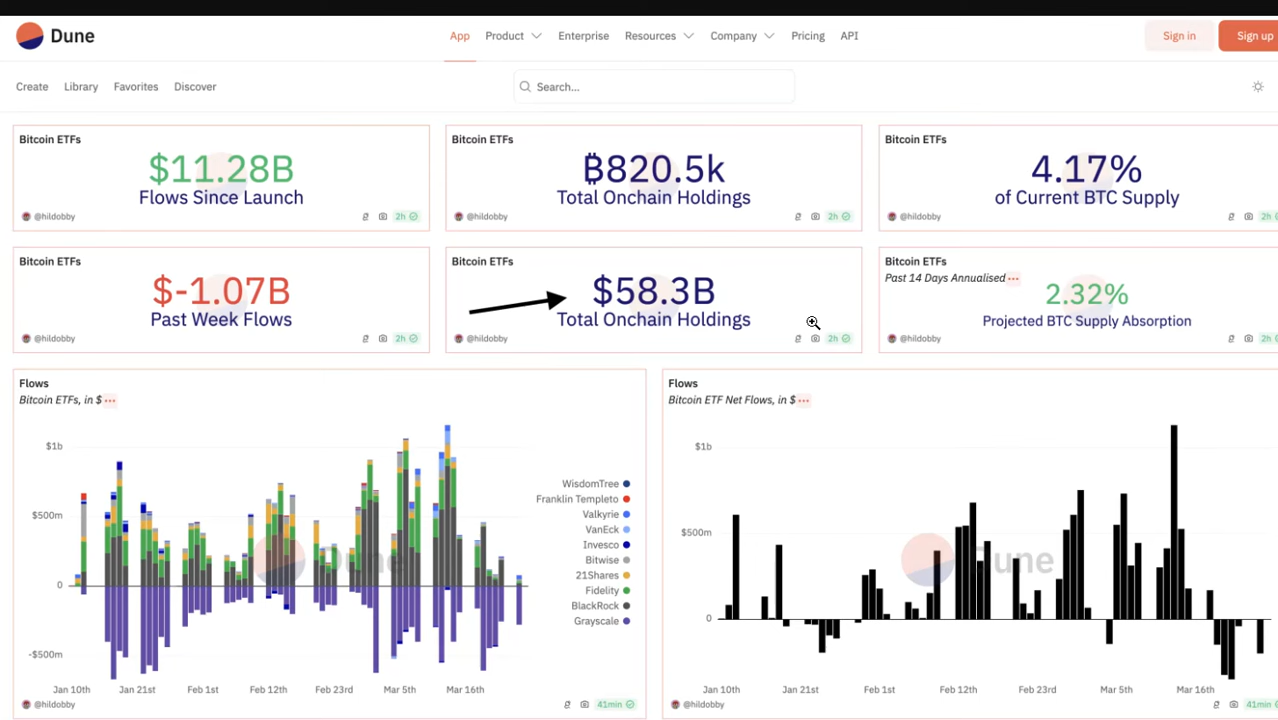 Dune
App Product Enterprise Resources Company Pricing API
Sign in Sign up
Create Library Favorites Discover
Search...
Bitcoin ETFs
$11.28B
Flows Since Launch
@hildobby 2h
Bitcoin ETFs
₿820.5k
Total Onchain Holdings
@hildobby 2h
Bitcoin ETFs
4.17%
of Current BTC Supply
@hildobby 2h
Bitcoin ETFs
$-1.07B
Past Week Flows
@hildobby 2h
Bitcoin ETFs
$58.3B
Total Onchain Holdings
@hildobby 2h
Bitcoin ETFs
Past 14 Days Annualised
2.32%
Projected BTC Supply Absorption
@hildobby 2h
Flows
Bitcoin ETFs, in $
$1b
$500m
0
-$500m
Jan 10th Jan 21st Feb 1st Feb 12th Feb 23rd Mar 5th Mar 16th
WisdomTree
Franklin Templeto
Valkyrie
VanEck
Invesco
Bitwise
21Shares
Fidelity
BlackRock
Grayscale
Dune
@hildobby 41min
Flows
Bitcoin ETF Net Flows, in $
$1b
$500m
0
Jan 10th Jan 21st Feb 1st Feb 12th Feb 23rd Mar 5th Mar 16th
Dune
@hildobby 41min